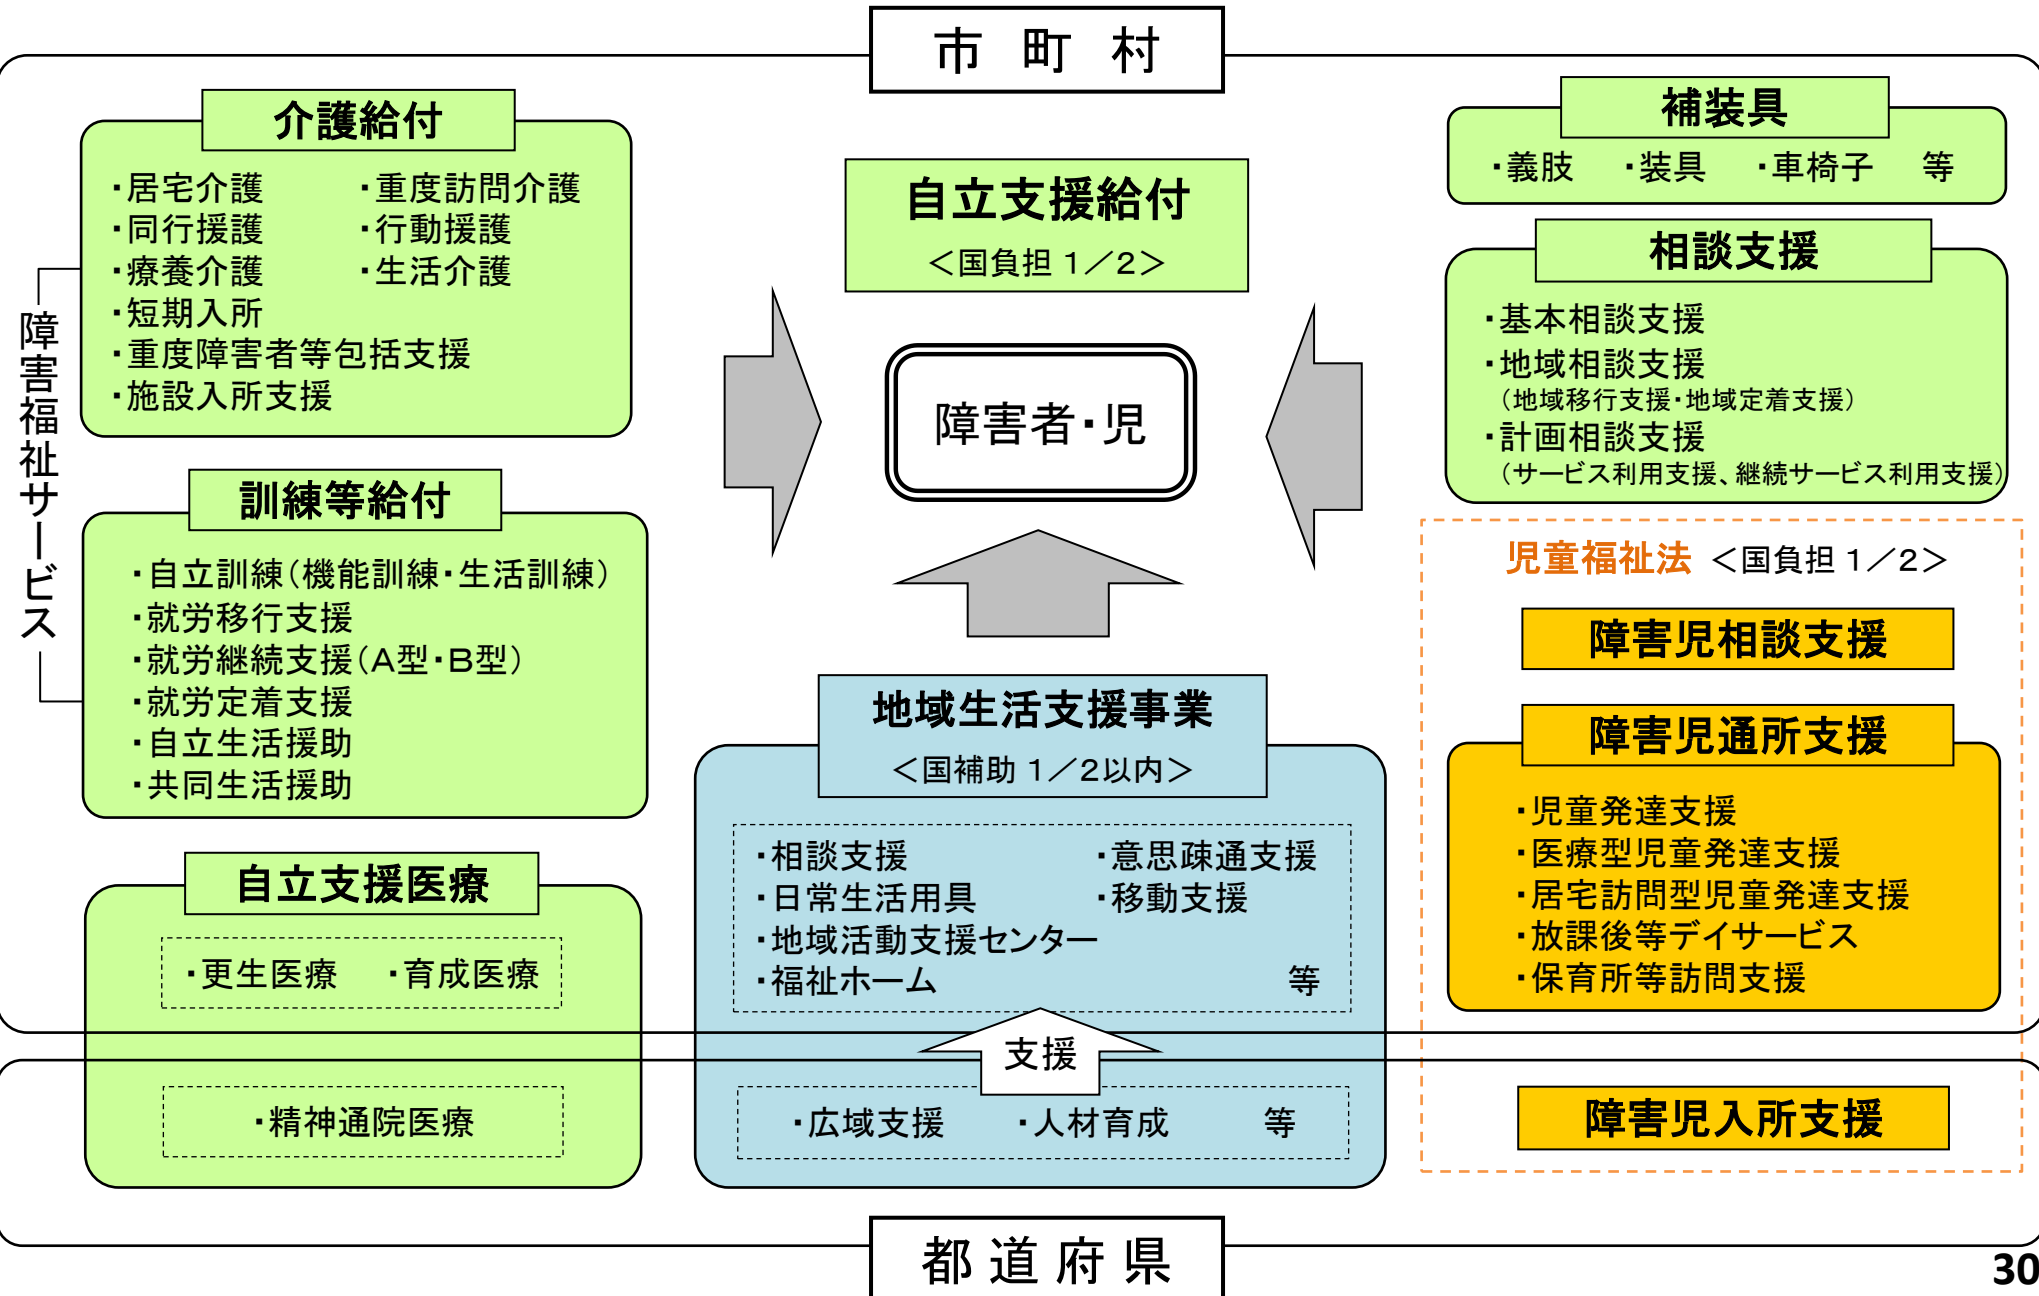 市 町 村
介護給付
・居宅介護 ・重度訪問介護
・同行援護 ・行動援護
・療養介護 ・生活介護
・短期入所
・重度障害者等包括支援
・施設入所支援
障害福祉サービス
訓練等給付
・自立訓練(機能訓練・生活訓練)
・就労移行支援
・就労継続支援(A型・B型)
・就労定着支援
・自立生活援助
・共同生活援助
自立支援医療
・更生医療 ・育成医療
・精神通院医療
自立支援給付
<国負担 1/2>
障害者・児
地域生活支援事業
<国補助 1/2以内>
・相談支援 ・意思疎通支援
・日常生活用具 ・移動支援
・地域活動支援センター
・福祉ホーム 等
支援
・広域支援 ・人材育成 等
補装具
・義肢 ・装具 ・車椅子 等
相談支援
・基本相談支援
・地域相談支援
(地域移行支援・地域定着支援)
・計画相談支援
(サービス利用支援、継続サービス利用支援)
児童福祉法 <国負担 1/2>
障害児相談支援
障害児通所支援
・児童発達支援
・医療型児童発達支援
・居宅訪問型児童発達支援
・放課後等デイサービス
・保育所等訪問支援
障害児入所支援
都 道 府 県
30